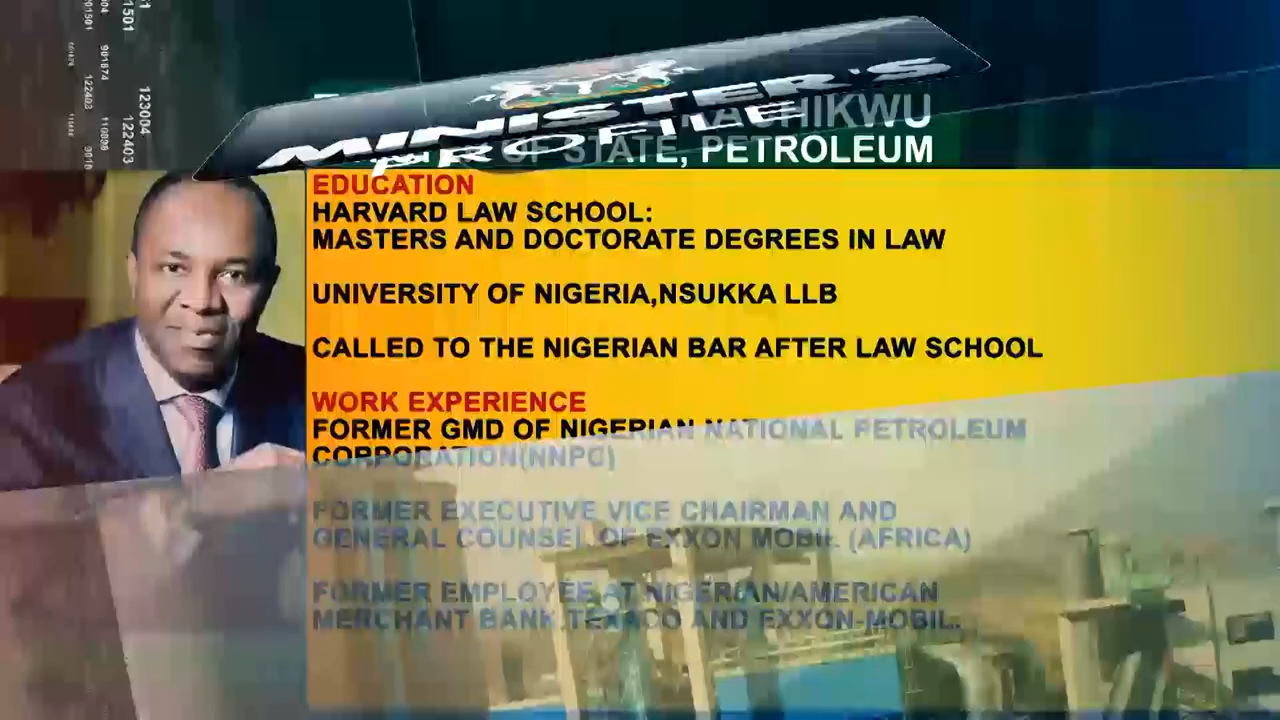 MINISTER'S
PROFILE
KACHIKWU
OF STATE, PETROLEUM
EDUCATION
HARVARD LAW SCHOOL:
MASTERS AND DOCTORATE DEGREES IN LAW
UNIVERSITY OF NIGERIA,NSUKKA LLB
CALLED TO THE NIGERIAN BAR AFTER LAW SCHOOL
WORK EXPERIENCE
FORMER GMD OF NIGERIAN NATIONAL PETROLEUM
CORPORATION(NNPC)
FORMER EXECUTIVE VICE CHAIRMAN AND
GENERAL COUNSEL OF EXXON MOBIL (AFRICA)
FORMER EMPLOYEE AT NIGERIAN/AMERICAN
MERCHANT BANK,TEXACO AND EXXON-MOBIL.
123004
122403